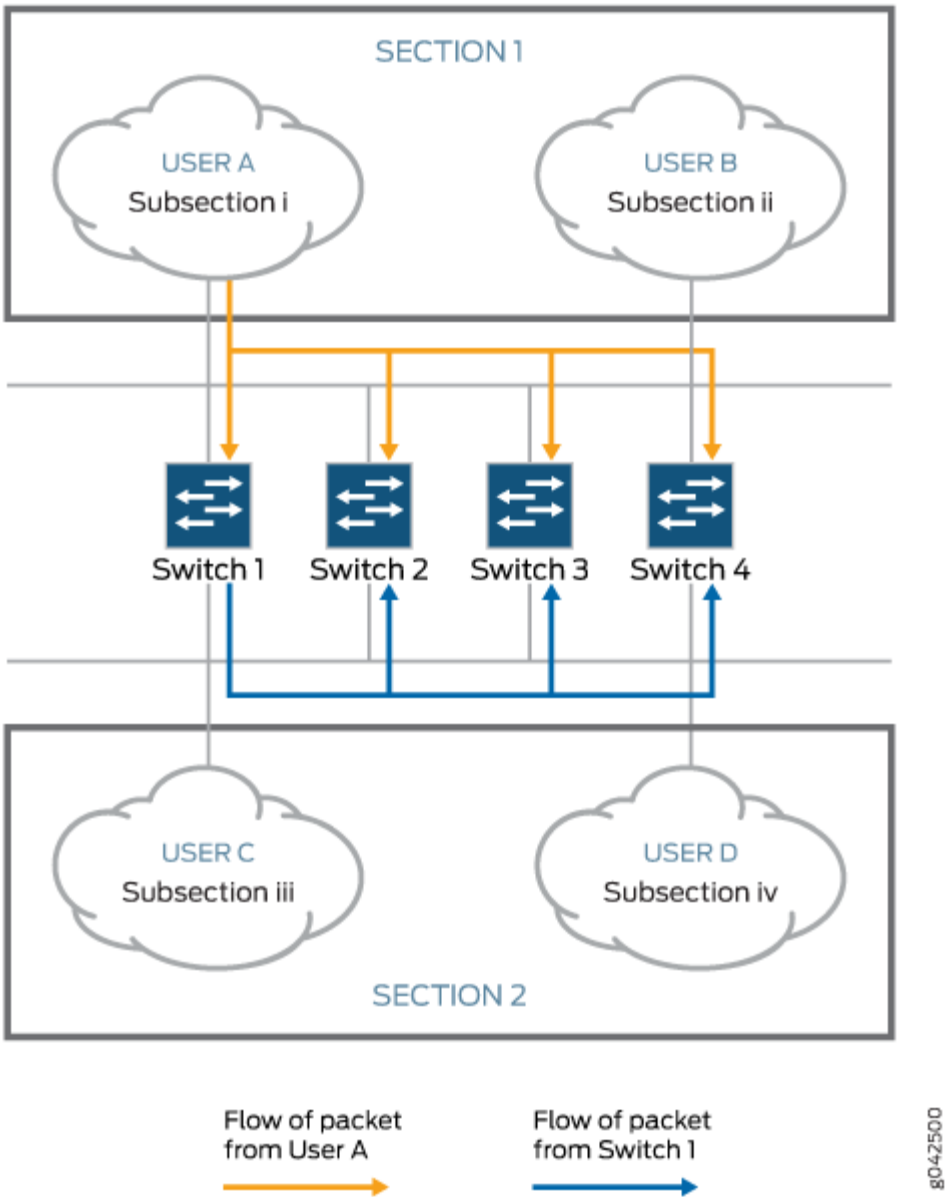 SECTION 1
USER A
Subsection i
USER B
Subsection ii
Switch 1
Switch 2
Switch 3
Switch 4
USER C
Subsection iii
USER D
Subsection iv
SECTION 2
Flow of packet
from User A
Flow of packet
from Switch 1
g042500